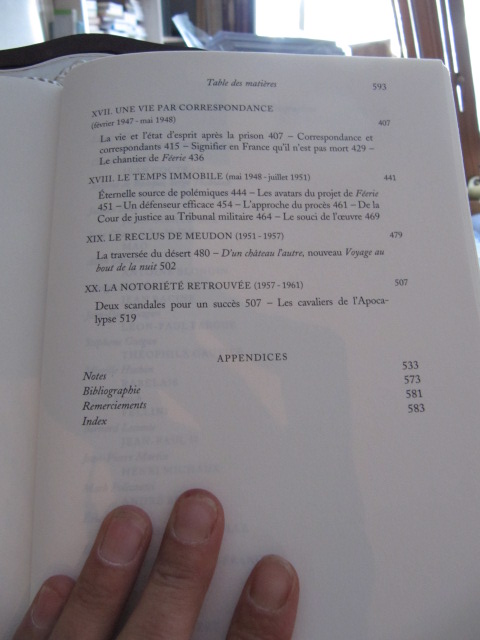 Table des matières 593
XVII. UNE VIE PAR CORRESPONDANCE
(février 1947 - mai 1948) 407
La vie et l'état d'esprit après la prison 407 – Correspondance et
correspondants 415 – Signifier en France qu'il n'est pas mort 429 –
Le chantier de Féerie 436
XVIII. LE TEMPS IMMOBILE (mai 1948 - juillet 1951) 441
Éternelle source de polémiques 444 – Les avatars du projet de Féerie
451 – Un défenseur efficace 454 – L'approche du procès 461 – De la
Cour de justice au Tribunal militaire 464 – Le souci de l'œuvre 469
XIX. LE RECLUS DE MEUDON (1951 - 1957) 479
La traversée du désert 480 – D'un château l'autre, nouveau Voyage au
bout de la nuit 502
XX. LA NOTORIÉTÉ RETROUVÉE (1957 - 1961) 507
Deux scandales pour un succès 507 – Les cavaliers de l'Apoca-
lypse 519
APPENDICES
Notes 533
Bibliographie 573
Remerciements 581
Index 583